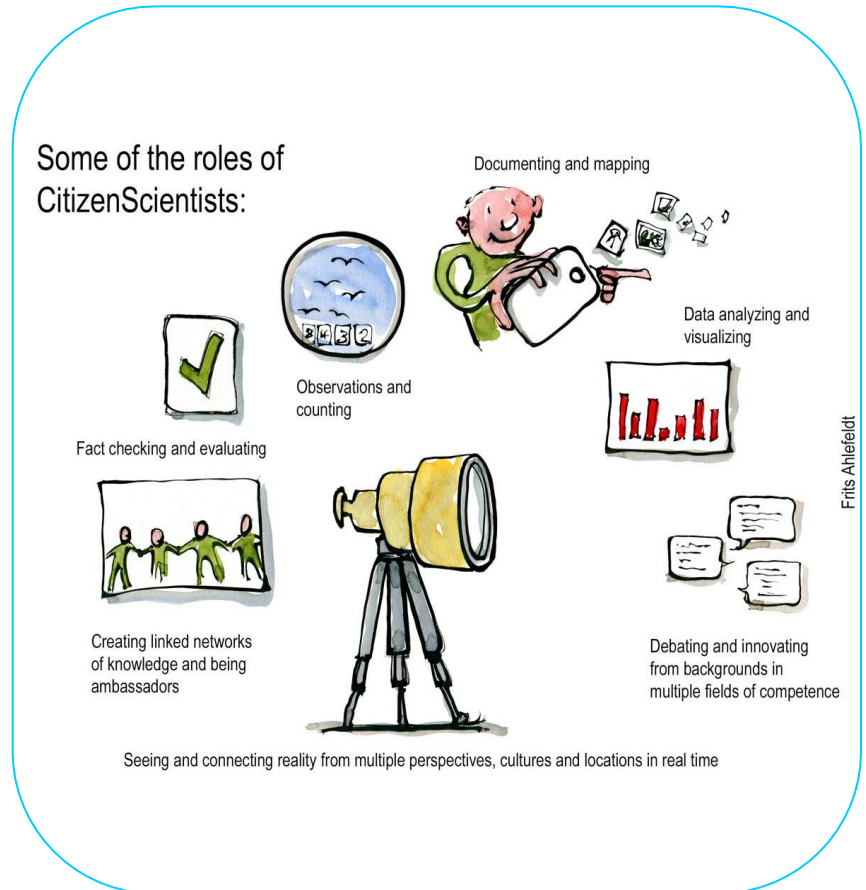 Some of the roles of
CitizenScientists:
Documenting and mapping
8432
Observations and
counting
Data analyzing and
visualizing
Fact checking and evaluating
Creating linked networks
of knowledge and being
ambassadors
Debating and innovating
from backgrounds in
multiple fields of competence
Seeing and connecting reality from multiple perspectives, cultures and locations in real time
Frits Ahlefeldt